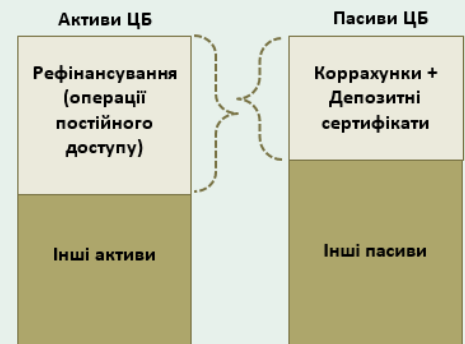 Активи ЦБ
Рефінансування
(операції
постійного
доступу)
Інші активи
Пасиви ЦБ
Коррахунки +
Депозитні
сертифікати
Інші пасиви